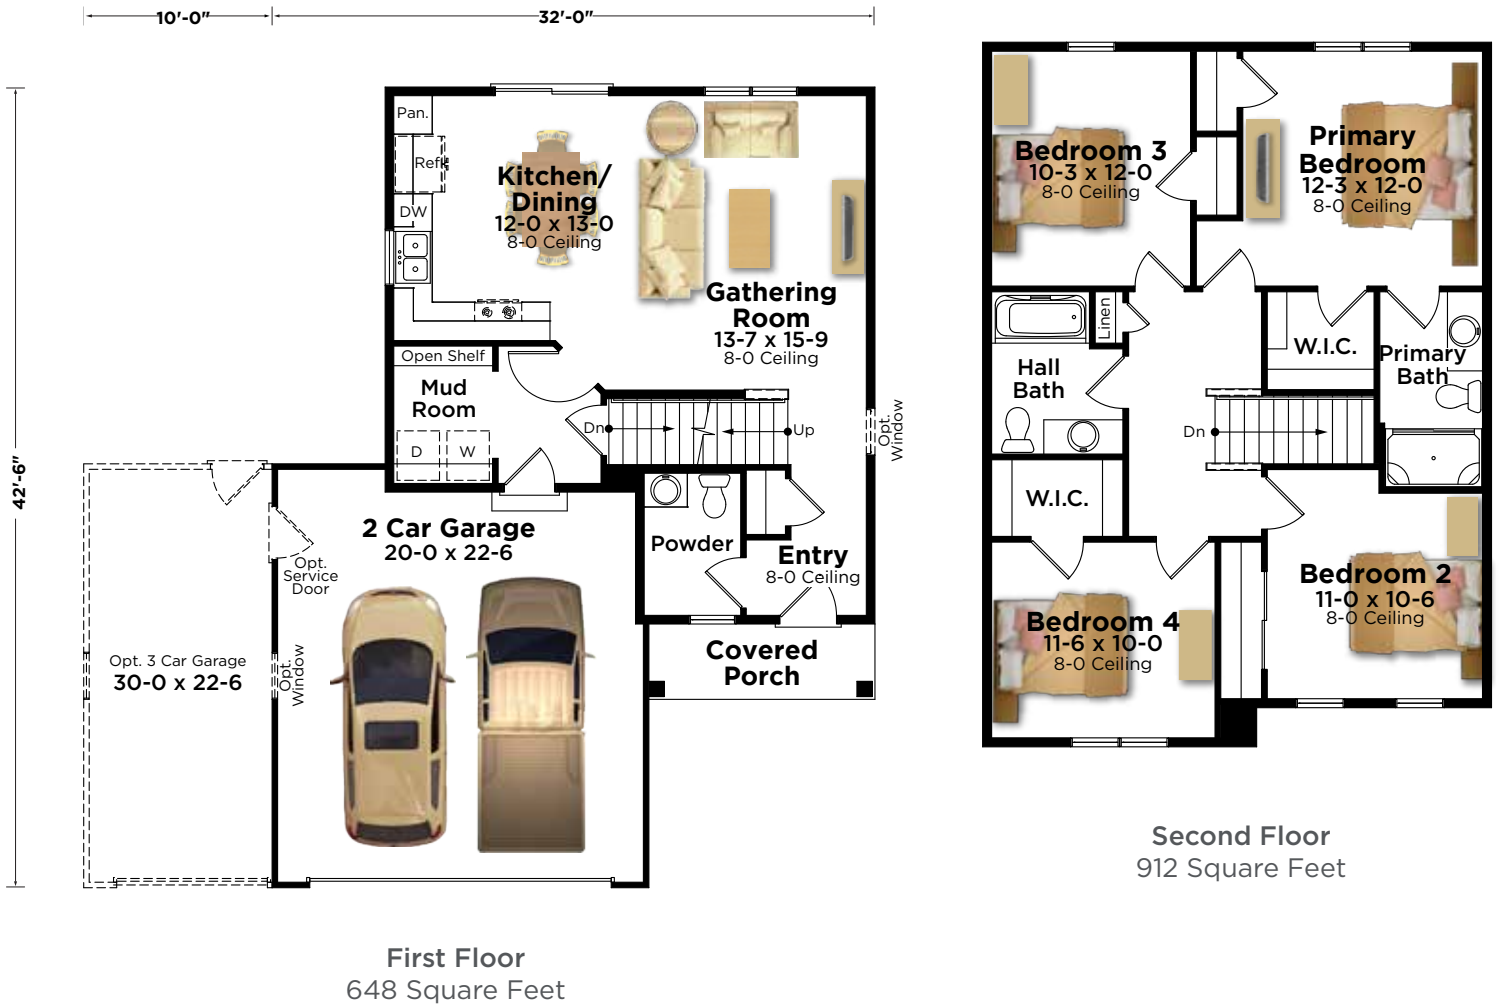 10'-0"
32'-0"
42'-6"
Pan.
Ref.
DW
Kitchen/
Dining
12-0 x 13-0
8-0 Ceiling
Gathering
Room
13-7 x 15-9
8-0 Ceiling
Open Shelf
Mud
Room
D
W
Dn
Up
Opt.
Window
2 Car Garage
20-0 x 22-6
Powder
Entry
8-0 Ceiling
Opt.
Service
Door
Opt. 3 Car Garage
30-0 x 22-6
Opt.
Window
Covered
Porch
First Floor
648 Square Feet
Bedroom 3
10-3 x 12-0
8-0 Ceiling
Primary
Bedroom
12-3 x 12-0
8-0 Ceiling
Linen
Hall
Bath
W.I.C.
Primary
Bath
Dn
W.I.C.
Bedroom 2
11-0 x 10-6
8-0 Ceiling
Bedroom 4
11-6 x 10-0
8-0 Ceiling
Second Floor
912 Square Feet